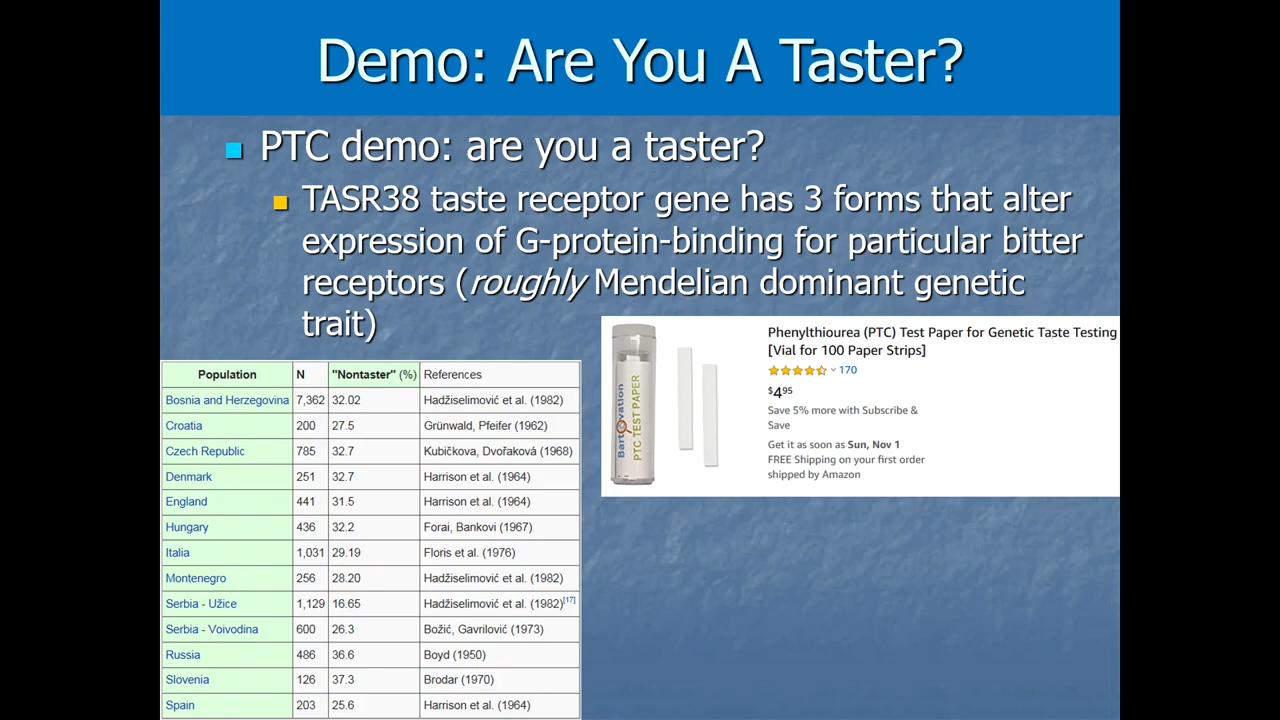 Demo: Are You A Taster?
PTC demo: are you a taster?
TASR38 taste receptor gene has 3 forms that alter
expression of G-protein-binding for particular bitter
receptors (roughly Mendelian dominant genetic
trait)
Population N "Nontaster" (%) References
Bosnia and Herzegovina 7,362 32.02 Hadžiselimović et al. (1982)
Croatia 200 27.5 Grünwald, Pfeifer (1962)
Czech Republic 785 32.7 Kubičkova, Dvořaková (1968)
Denmark 251 32.7 Harrison et al. (1964)
England 441 31.5 Harrison et al. (1964)
Hungary 436 32.2 Forai, Bankovi (1967)
Italia 1,031 29.19 Floris et al. (1976)
Montenegro 256 28.20 Hadžiselimović et al. (1982)
Serbia - Užice 1,129 16.65 Hadžiselimović et al. (1982)[17]
Serbia - Voivodina 600 26.3 Božić, Gavrilović (1973)
Russia 486 36.6 Boyd (1950)
Slovenia 126 37.3 Brodar (1970)
Spain 203 25.6 Harrison et al. (1964)
Bartovation
PTC TEST PAPER
Phenylthiourea (PTC) Test Paper for Genetic Taste Testing
[Vial for 100 Paper Strips]
170
$4.95
Save 5% more with Subscribe &
Save
Get it as soon as Sun, Nov 1
FREE Shipping on your first order
shipped by Amazon